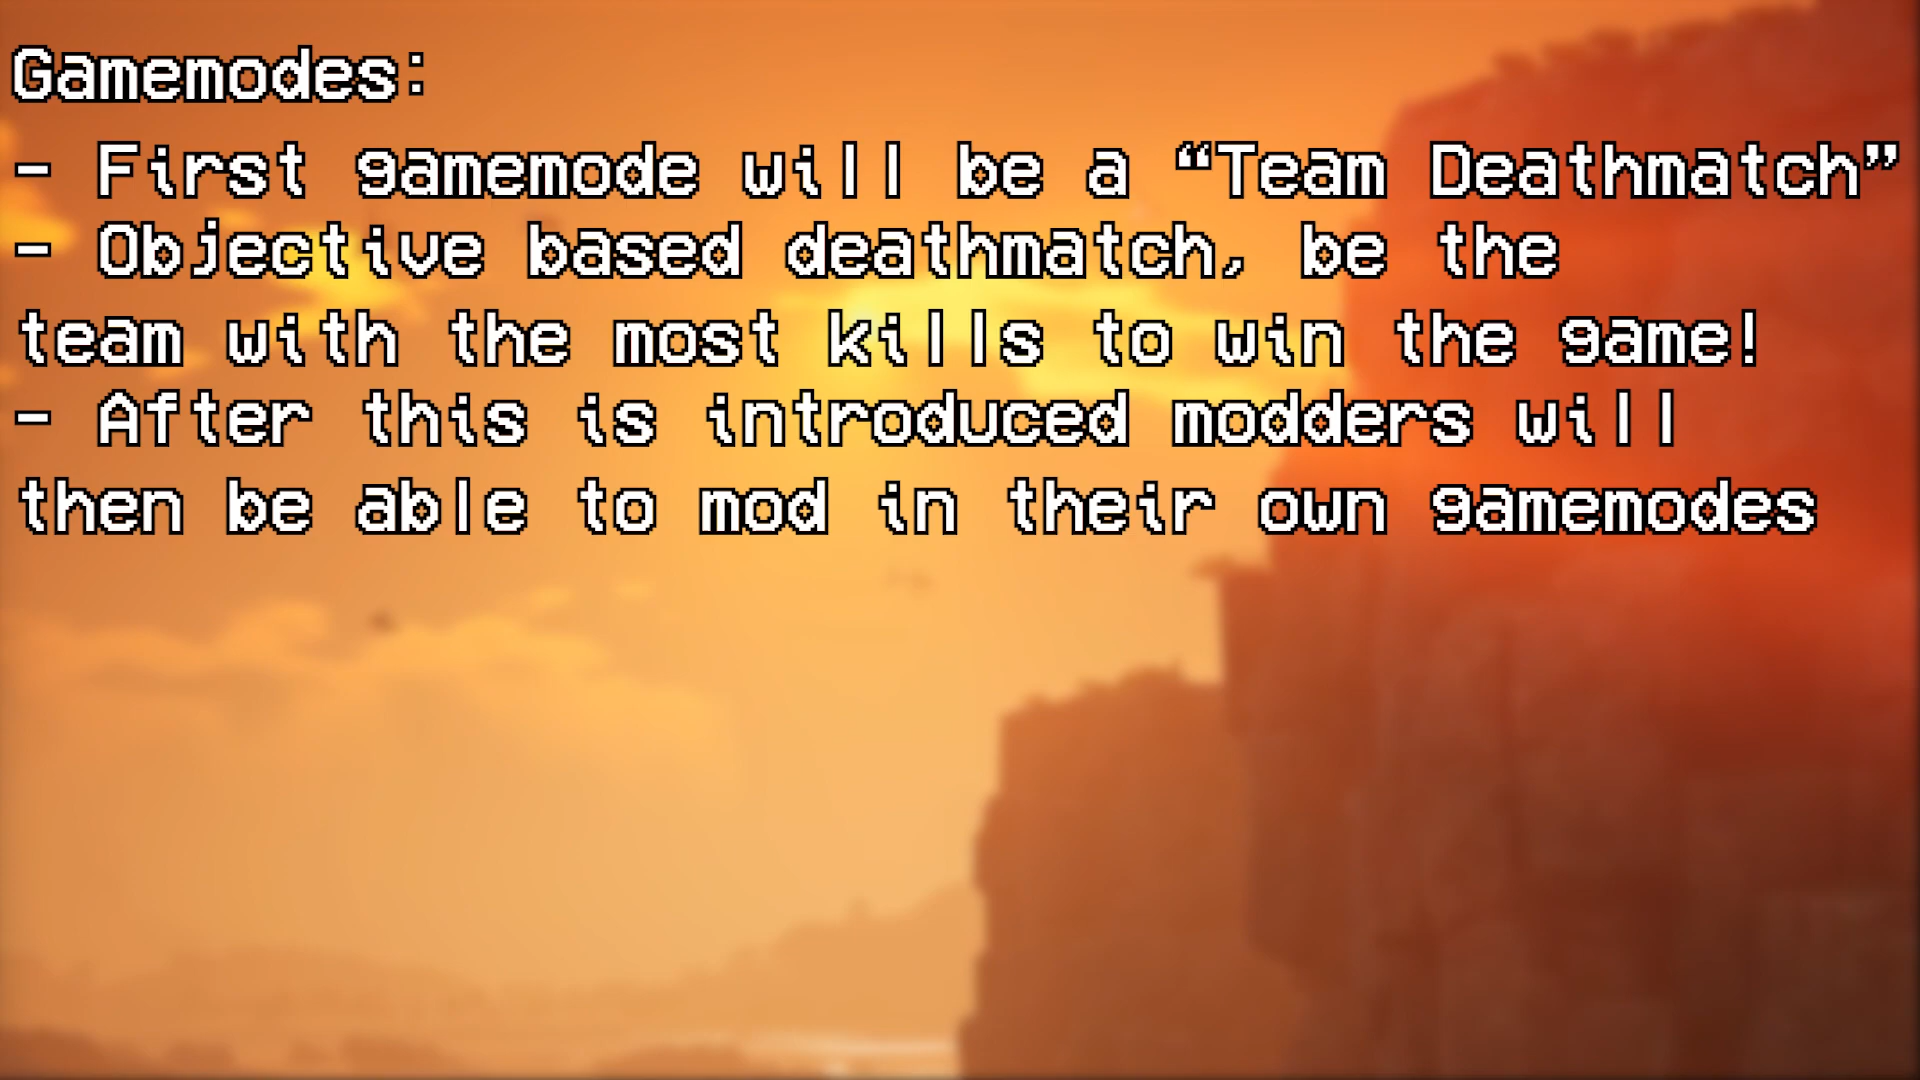 Gamemodes:
- First gamemode will be a “Team Deathmatch”
- Objective based deathmatch, be the
team with the most kills to win the game!
- After this is introduced modders will
then be able to mod in their own gamemodes